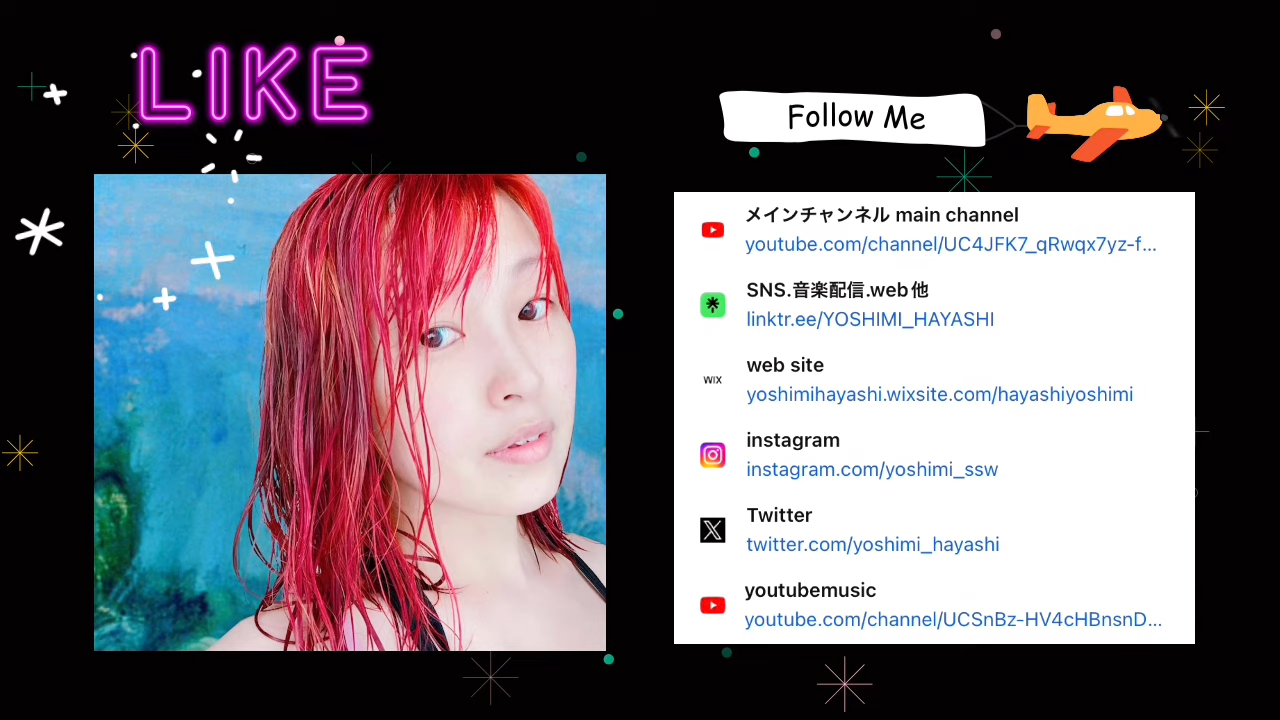 LIKE
Follow Me
メインチャンネル main channel
youtube.com/channel/UC4JFK7_qRwqx7yz-f...
SNS.音楽配信.web他
linktr.ee/YOSHIMI_HAYASHI
WIX
web site
yoshimihayashi.wixsite.com/hayashiyoshimi
instagram
instagram.com/yoshimi_ssw
Twitter
twitter.com/yoshimi_hayashi
youtubemusic
youtube.com/channel/UCSnBz-HV4cHBnsnD...